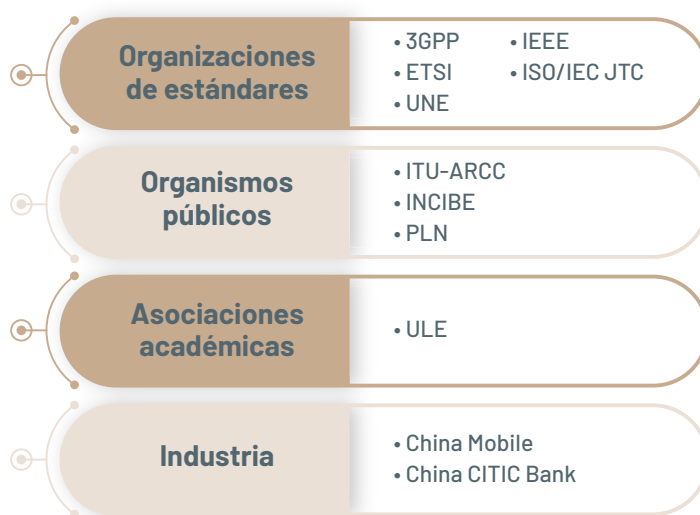 Organizaciones
de estándares
• 3GPP
• ETSI
• UNE
• IEEE
• ISO/IEC JTC
Organismos
públicos
• ITU-ARCC
• INCIBE
• PLN
Asociaciones
académicas
• ULE
Industria
• China Mobile
• China CITIC Bank